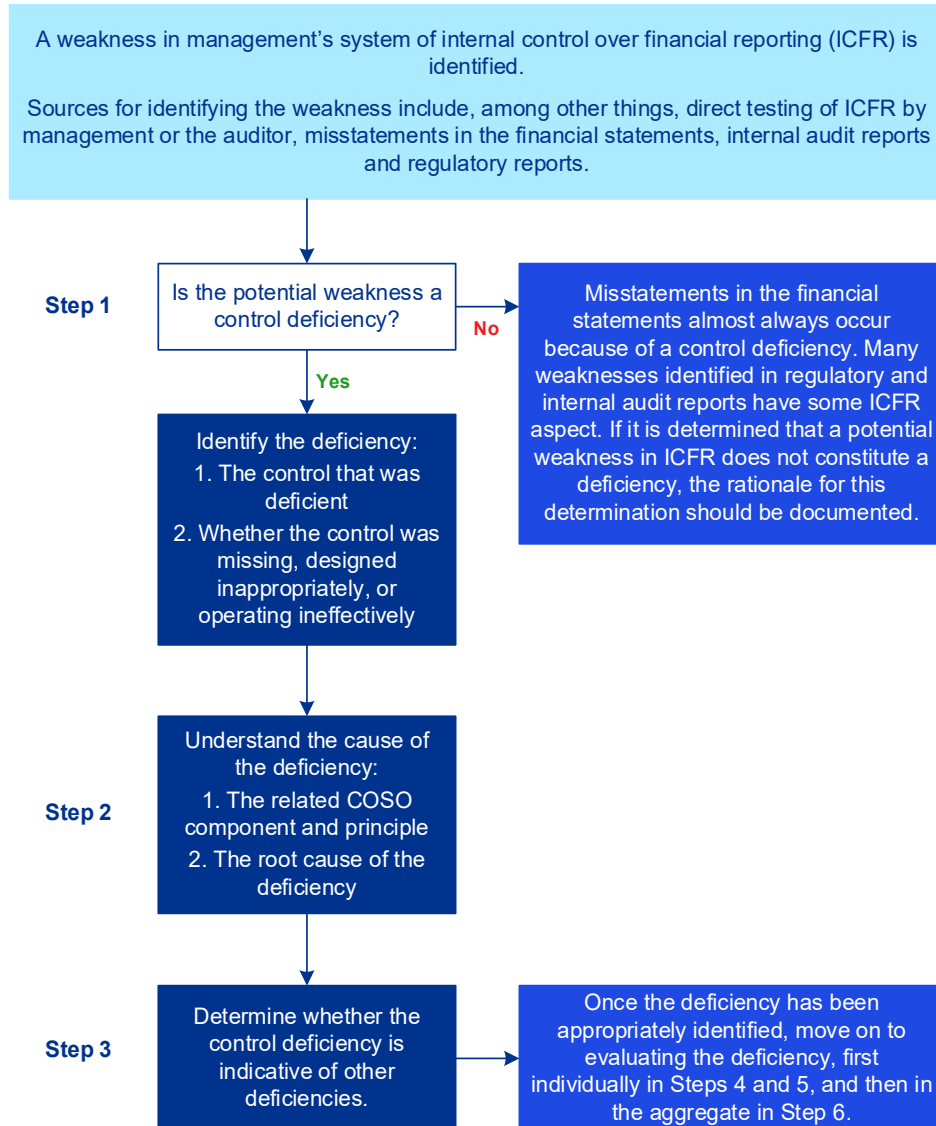 A weakness in management’s system of internal control over financial reporting (ICFR) is
identified.
Sources for identifying the weakness include, among other things, direct testing of ICFR by
management or the auditor, misstatements in the financial statements, internal audit reports
and regulatory reports.
Step 1
Is the potential weakness a
control deficiency?
No
Misstatements in the financial
statements almost always occur
because of a control deficiency. Many
weaknesses identified in regulatory and
internal audit reports have some ICFR
aspect. If it is determined that a potential
weakness in ICFR does not constitute a
deficiency, the rationale for this
determination should be documented.
Yes
Identify the deficiency:
1. The control that was
deficient
2. Whether the control was
missing, designed
inappropriately, or
operating ineffectively
Step 2
Understand the cause of
the deficiency:
1. The related COSO
component and principle
2. The root cause of the
deficiency
Step 3
Determine whether the
control deficiency is
indicative of other
deficiencies.
Once the deficiency has been
appropriately identified, move on to
evaluating the deficiency, first
individually in Steps 4 and 5, and then in
the aggregate in Step 6.